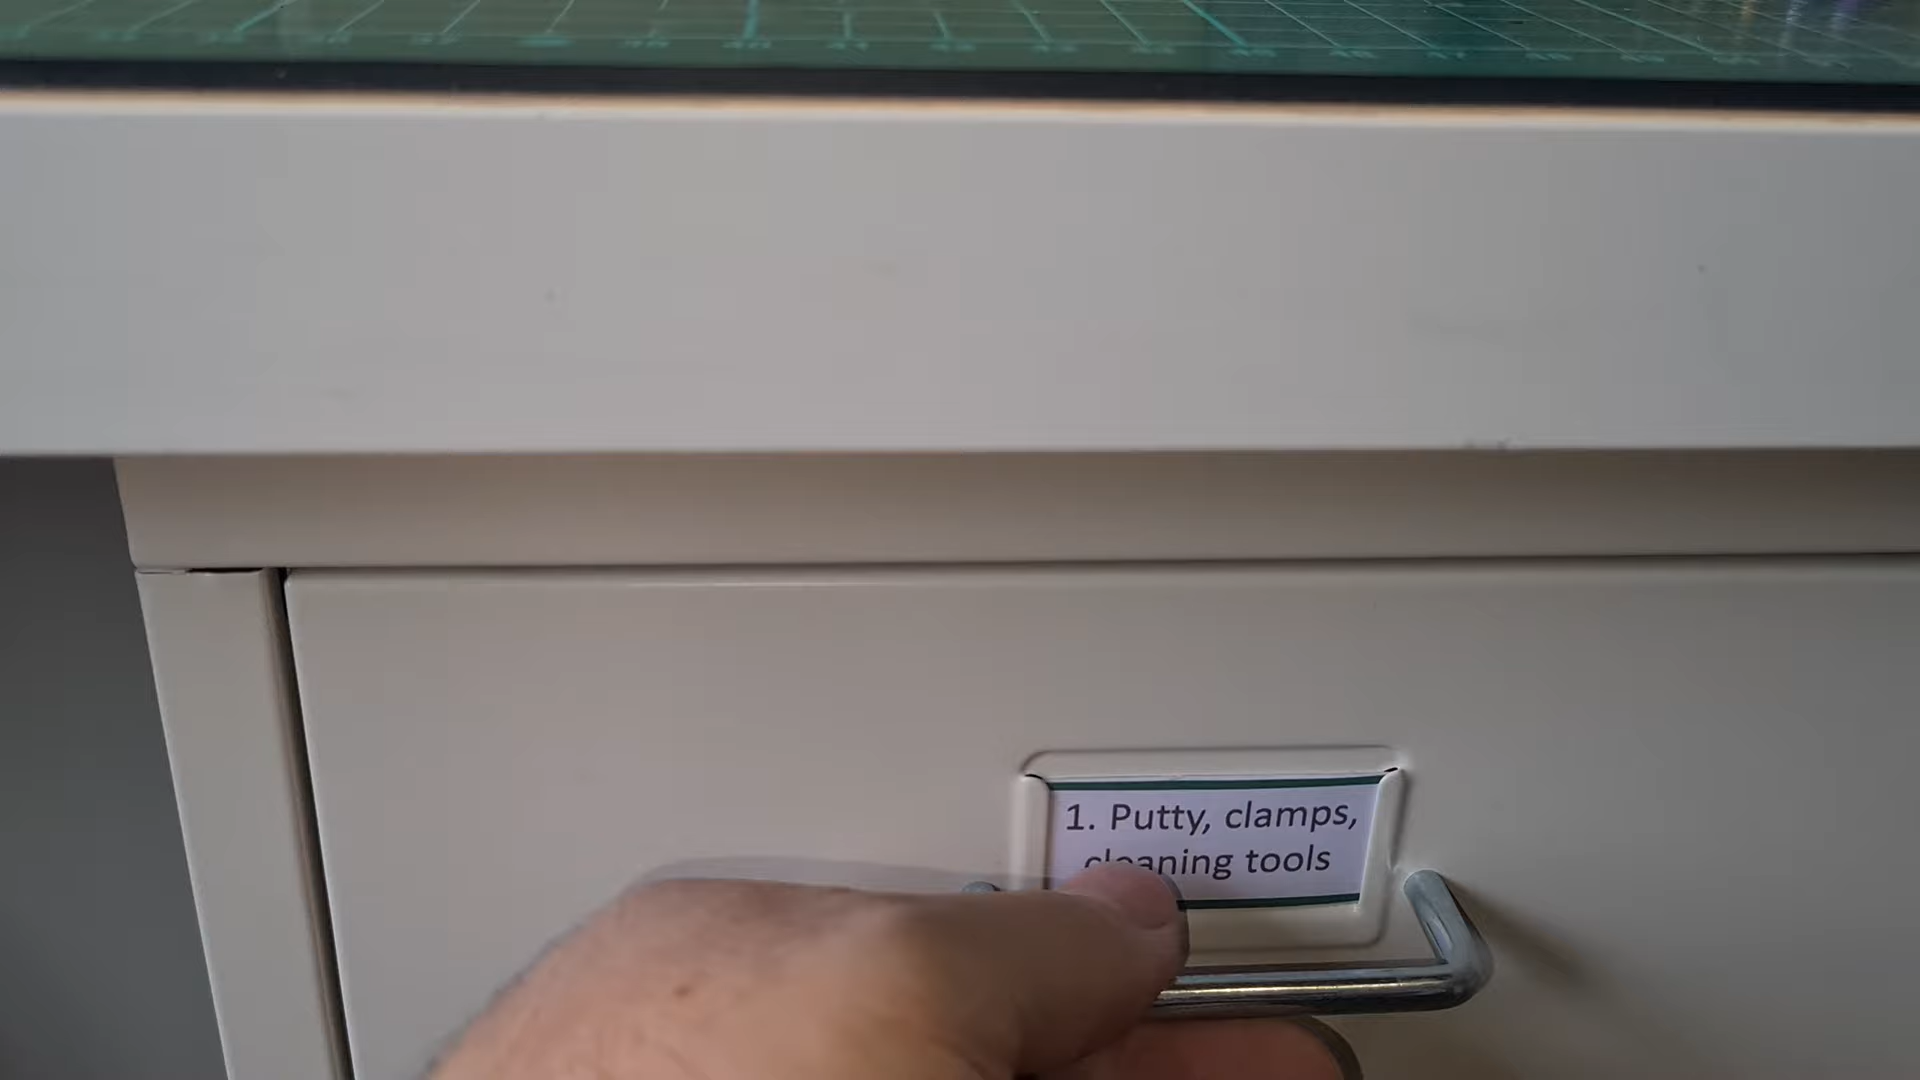 1. Putty, clamps,
cleaning tools